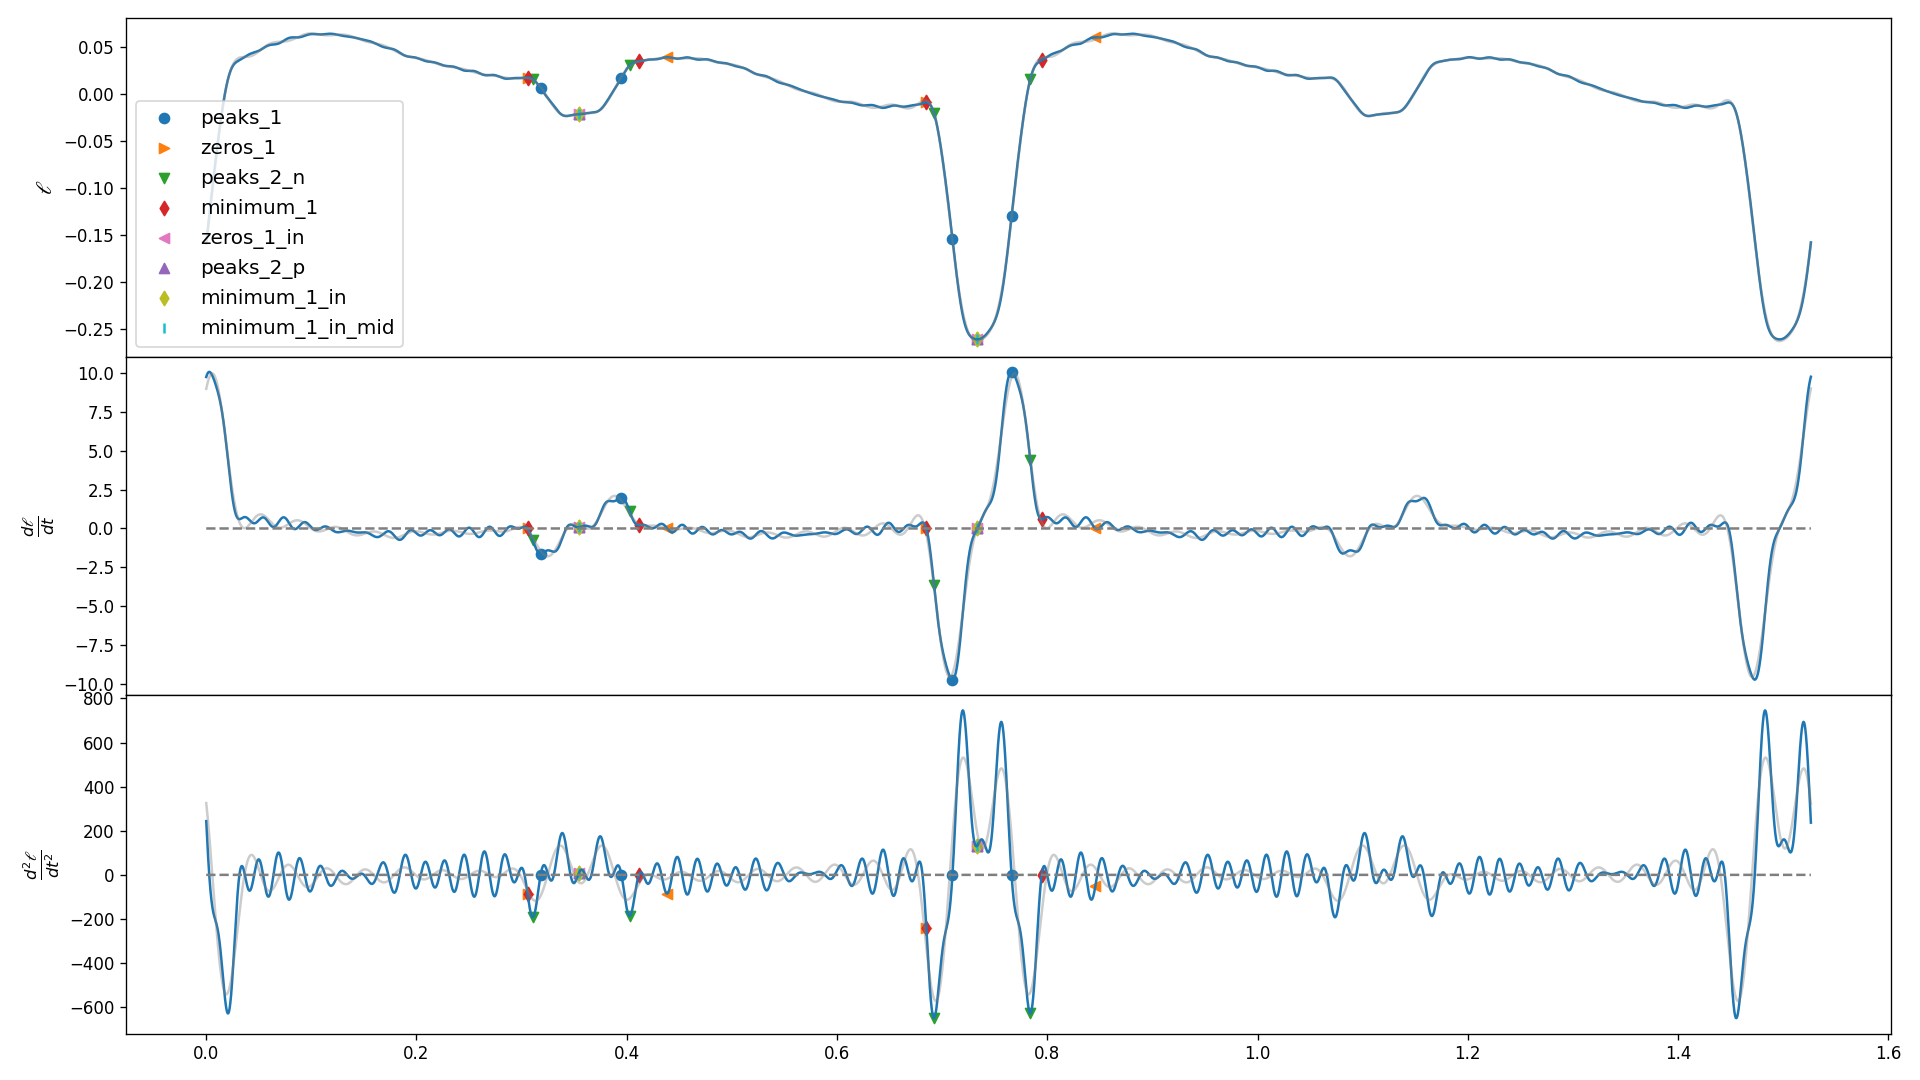 0.05
0.00
−0.05
−0.10
−0.15
−0.20
−0.25
ℓ
peaks_1
zeros_1
peaks_2_n
minimum_1
zeros_1_in
peaks_2_p
minimum_1_in
minimum_1_in_mid
10.0
7.5
5.0
2.5
0.0
−2.5
−5.0
−7.5
−10.0
dℓ
dt
800
600
400
200
0
−200
−400
−600
d²ℓ
dt²
0.0 0.2 0.4 0.6 0.8 1.0 1.2 1.4 1.6